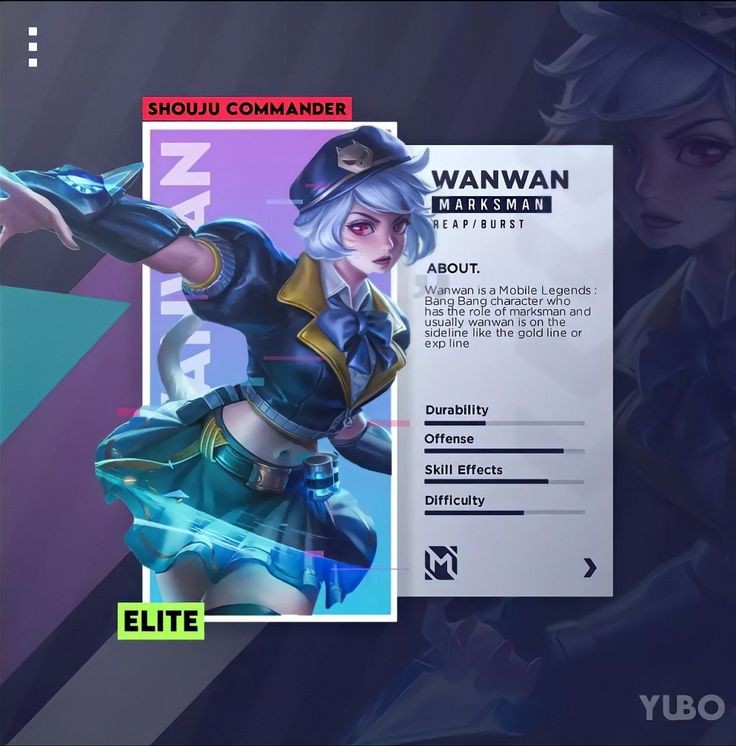 SHOUJU COMMANDER
WANWAN
WANWAN
MARKSMAN
REAP/BURST
ABOUT.
Wanwan is a Mobile Legends :
Bang Bang character who
has the role of marksman and
usually wanwan is on the
sideline like the gold line or
exp line
Durability
Offense
Skill Effects
Difficulty
ELITE
YUBO